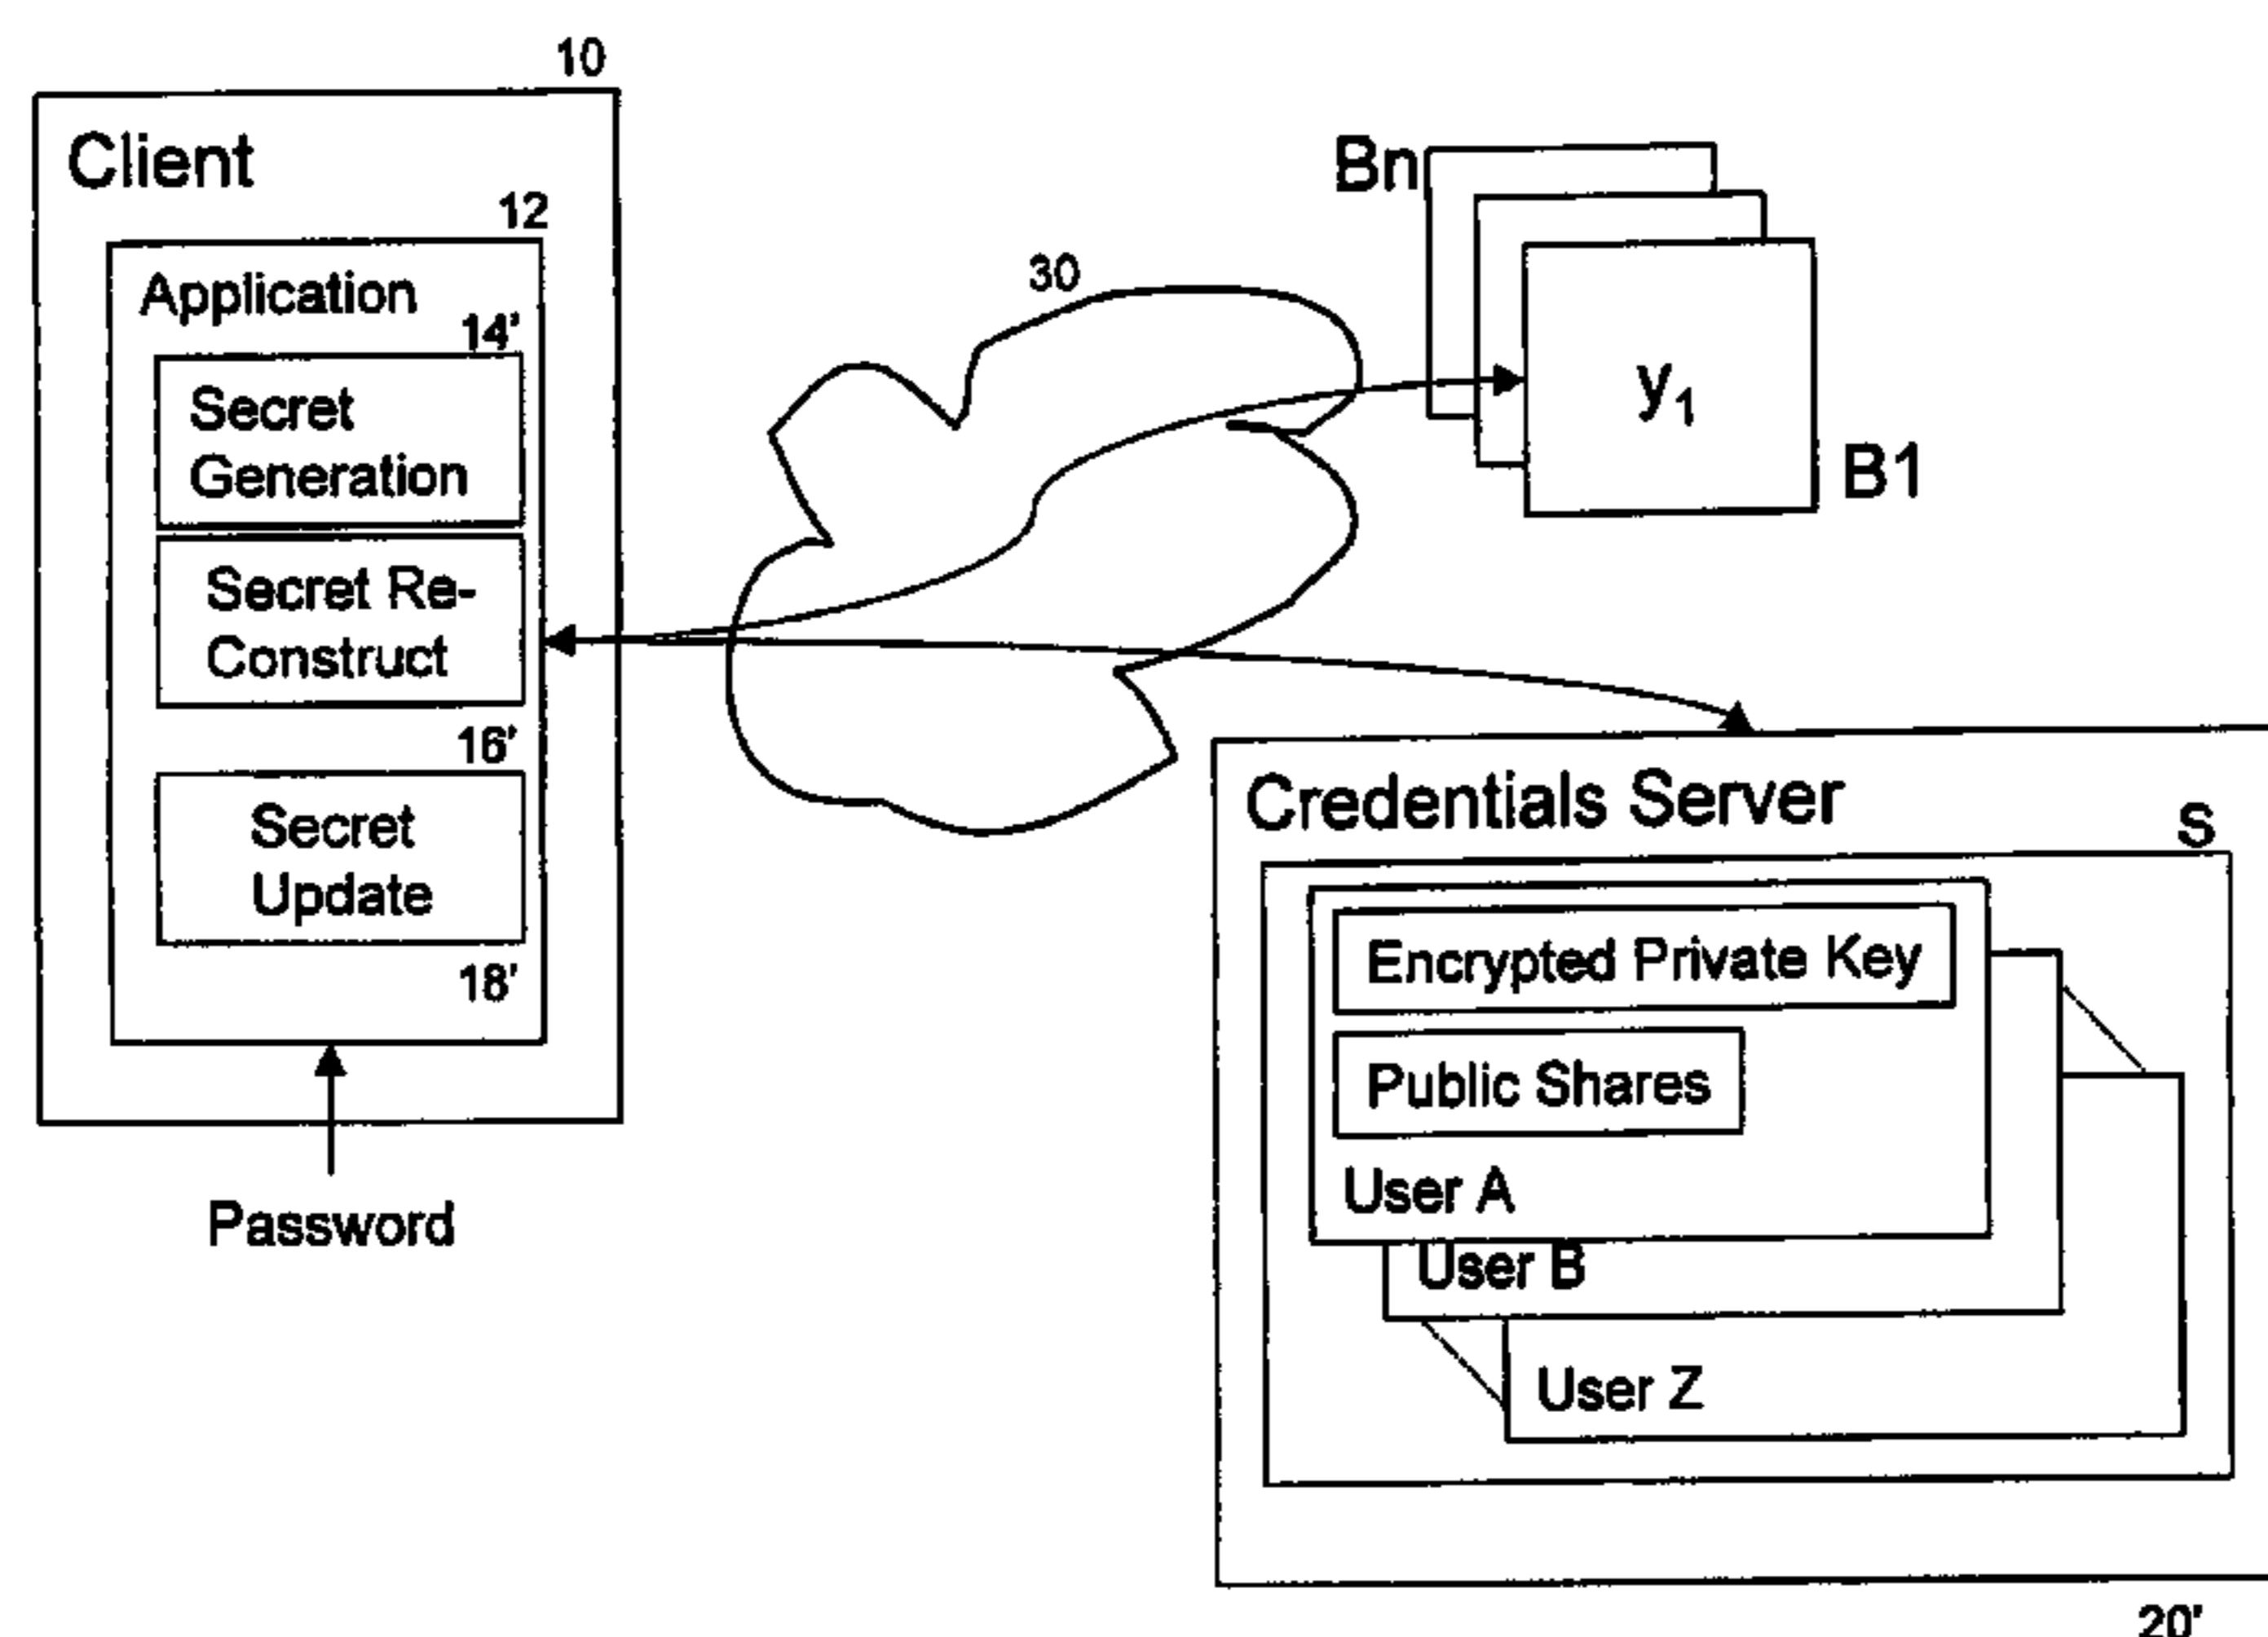 10
Client
12
Application
14'
Secret
Generation
Secret Re-
Construct
16'
Secret
Update
18'
Password
30
Bn
y1
B1
Credentials Server
S
Encrypted Private Key
Public Shares
User A
User B
User Z
20'